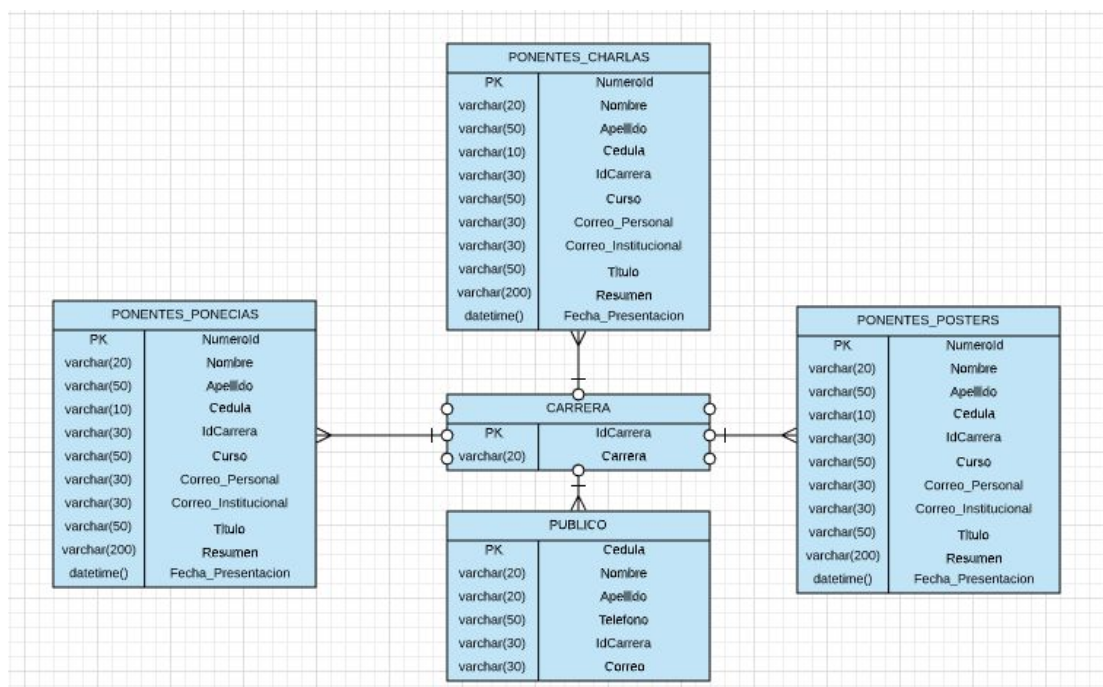 PONENTES_CHARLAS
PK NumeroId
varchar(20) Nombre
varchar(50) Apelllido
varchar(10) Cedula
varchar(30) IdCarrera
varchar(50) Curso
varchar(30) Correo_Personal
varchar(30) Correo_Institucional
varchar(50) Titulo
varchar(200) Resumen
datetime() Fecha_Presentacion
PONENTES_PONECIAS
PK NumeroId
varchar(20) Nombre
varchar(50) Apelllido
varchar(10) Cedula
varchar(30) IdCarrera
varchar(50) Curso
varchar(30) Correo_Personal
varchar(30) Correo_Institucional
varchar(50) Titulo
varchar(200) Resumen
datetime() Fecha_Presentacion
CARRERA
PK IdCarrera
varchar(20) Carrera
PONENTES_POSTERS
PK NumeroId
varchar(20) Nombre
varchar(50) Apelllido
varchar(10) Cedula
varchar(30) IdCarrera
varchar(50) Curso
varchar(30) Correo_Personal
varchar(30) Correo_Institucional
varchar(50) Titulo
varchar(200) Resumen
datetime() Fecha_Presentacion
PUBLICO
PK Cedula
varchar(20) Nombre
varchar(20) Apelllido
varchar(50) Telefono
varchar(30) IdCarrera
varchar(30) Correo